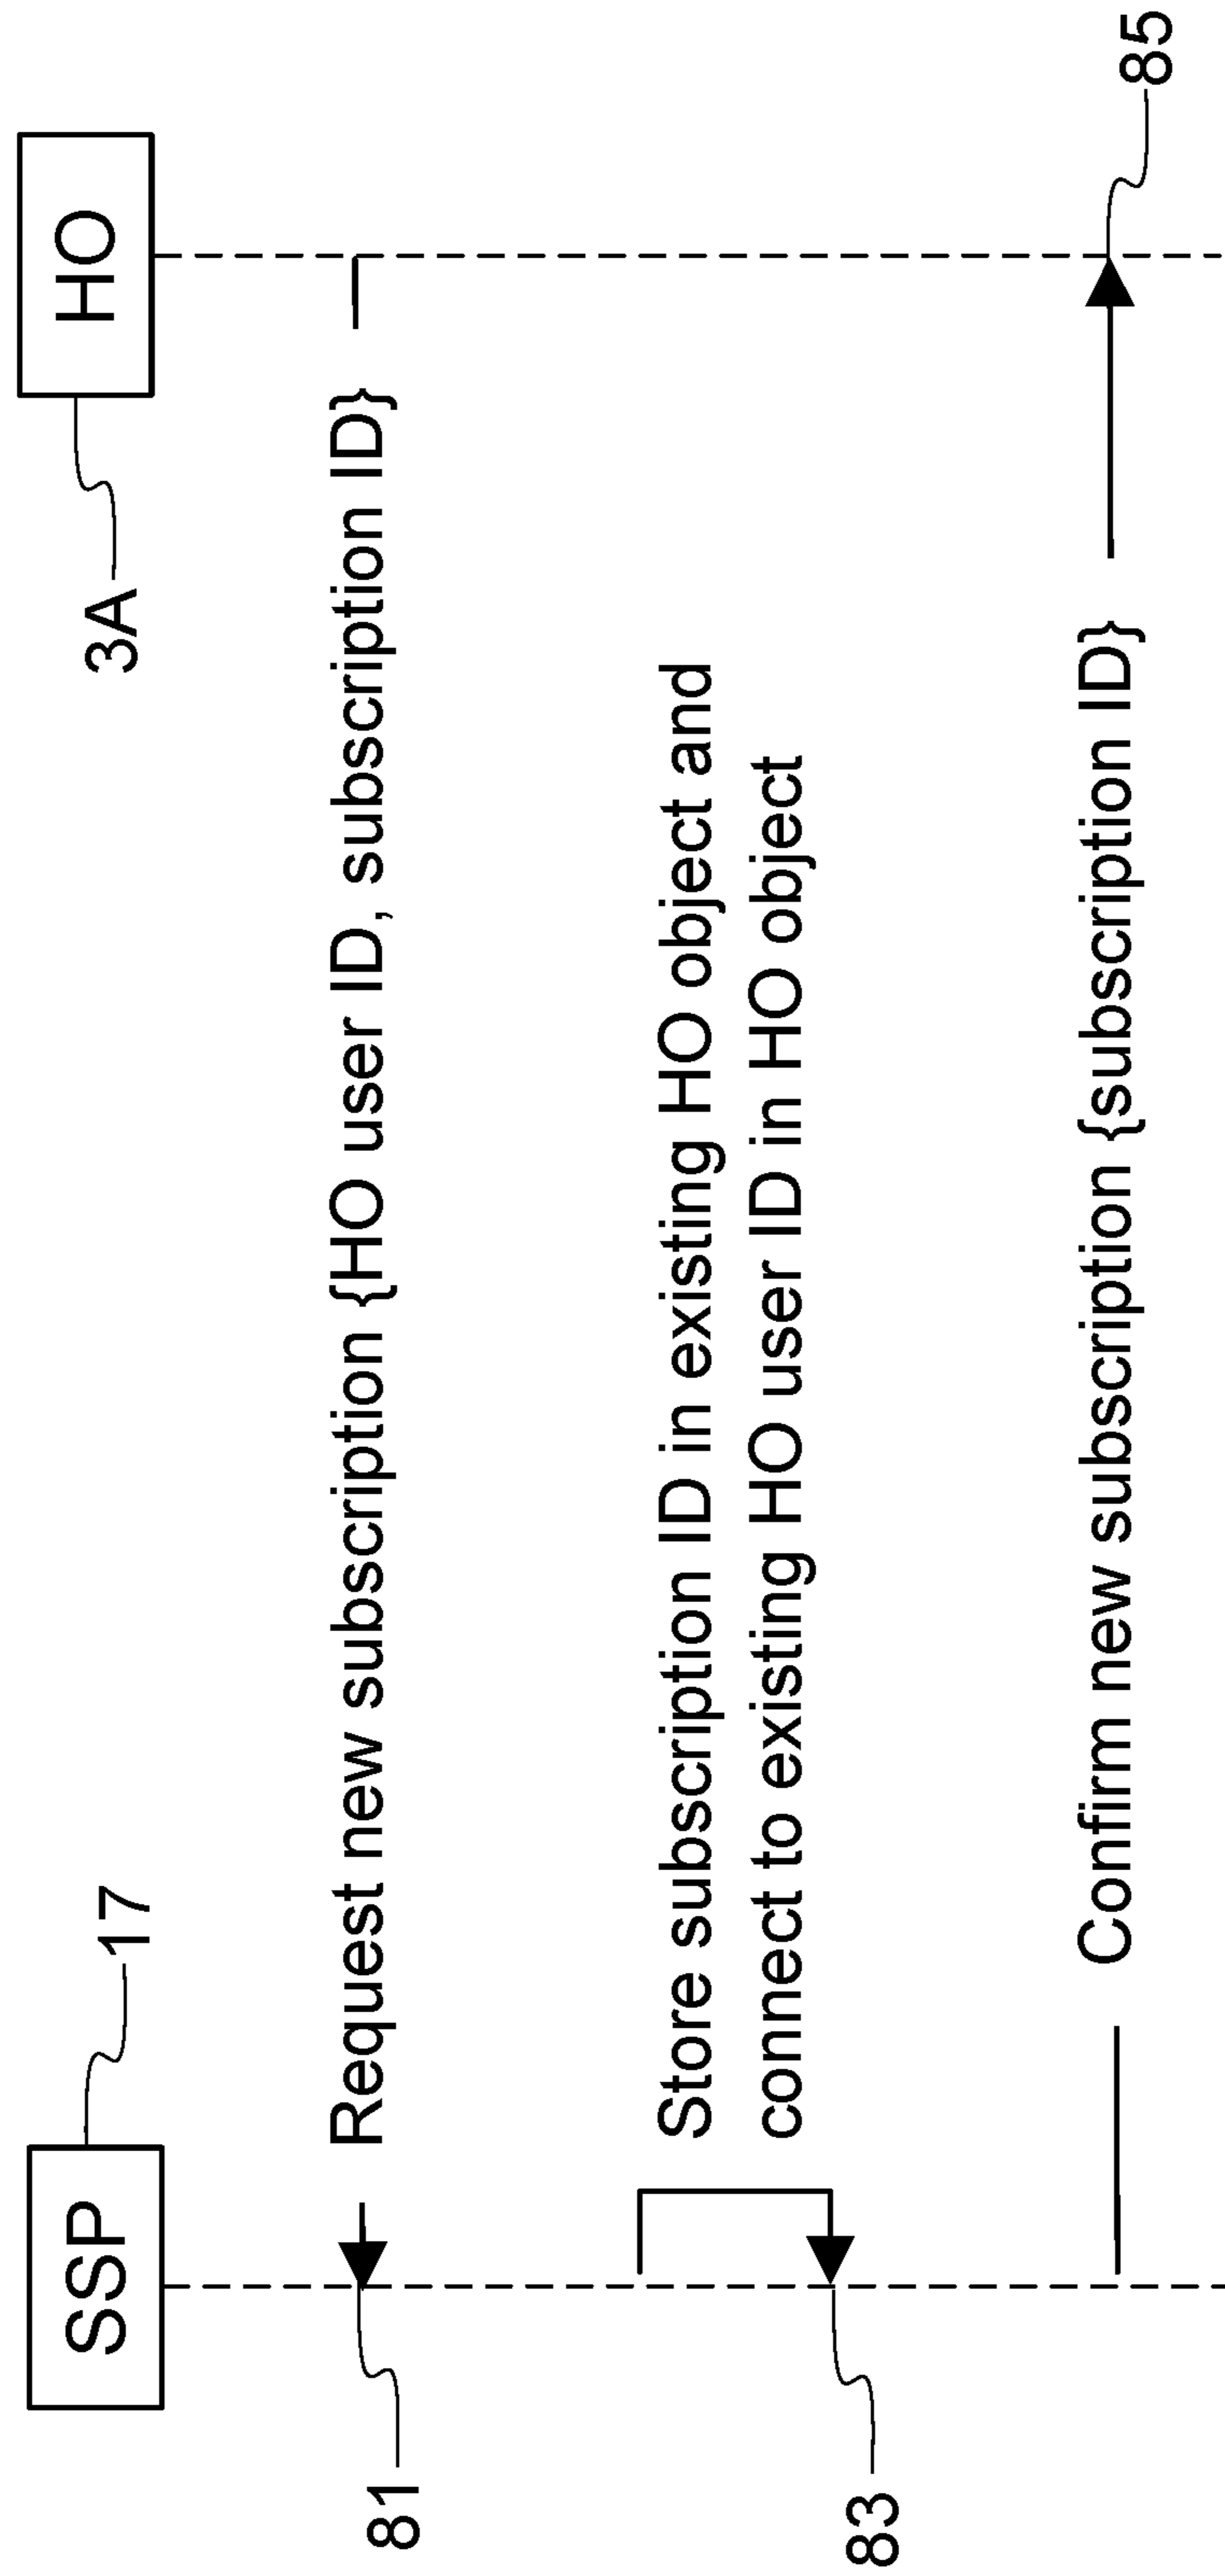 SSP
17
HO
3A
Request new subscription {HO user ID, subscription ID}
81
Store subscription ID in existing HO object and
connect to existing HO user ID in HO object
83
Confirm new subscription {subscription ID}
85